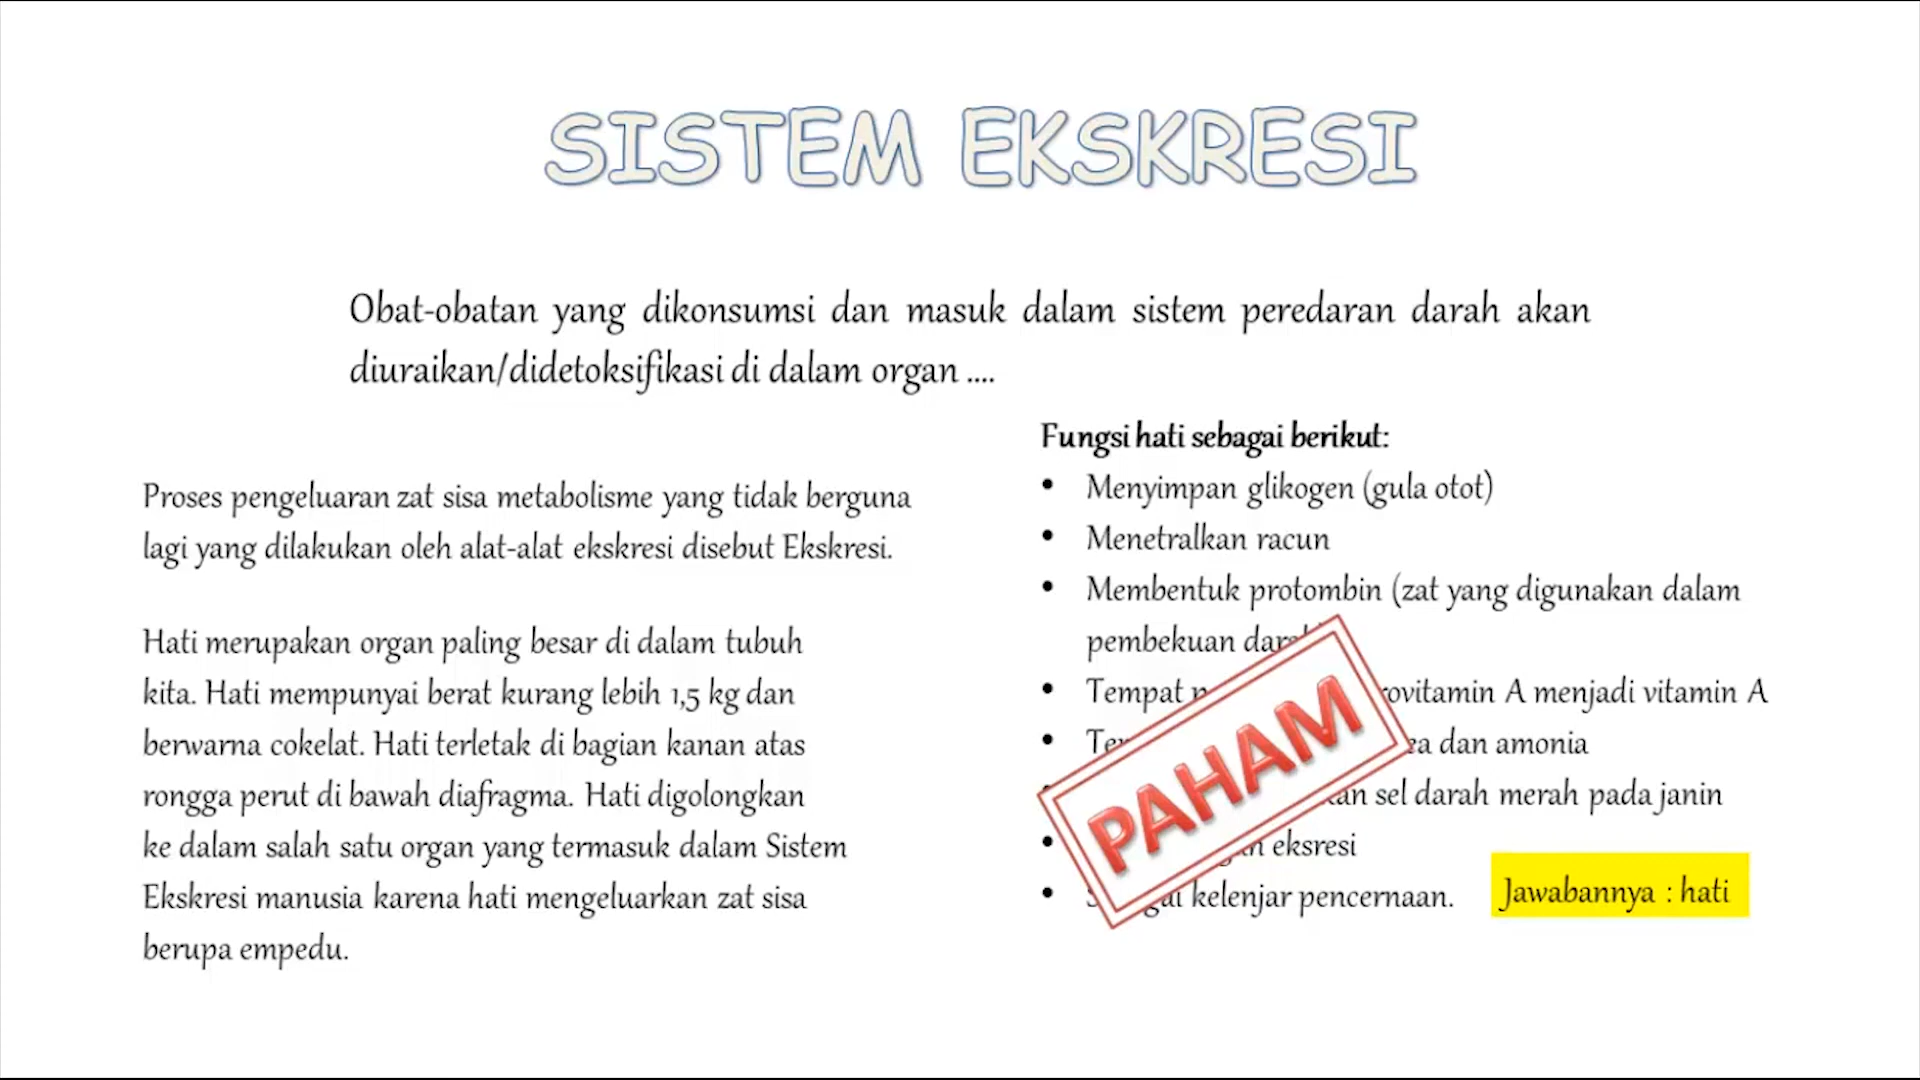 SISTEM EKSKRESI
Obat-obatan yang dikonsumsi dan masuk dalam sistem peredaran darah akan
diuraikan/didetoksifikasi di dalam organ ....
Proses pengeluaran zat sisa metabolisme yang tidak berguna
lagi yang dilakukan oleh alat-alat ekskresi disebut Ekskresi.
Hati merupakan organ paling besar di dalam tubuh
kita. Hati mempunyai berat kurang lebih 1,5 kg dan
berwarna cokelat. Hati terletak di bagian kanan atas
rongga perut di bawah diafragma. Hati digolongkan
ke dalam salah satu organ yang termasuk dalam Sistem
Ekskresi manusia karena hati mengeluarkan zat sisa
berupa empedu.
Fungsi hati sebagai berikut:
• Menyimpan glikogen (gula otot)
• Menetralkan racun
• Membentuk protombin (zat yang digunakan dalam
pembekuan
• Tempat menjadi vitamin A
• dan amonia
sel darah merah pada janin
• eksresi
• kelenjar pencernaan.
PAHAM
Jawabannya : hati